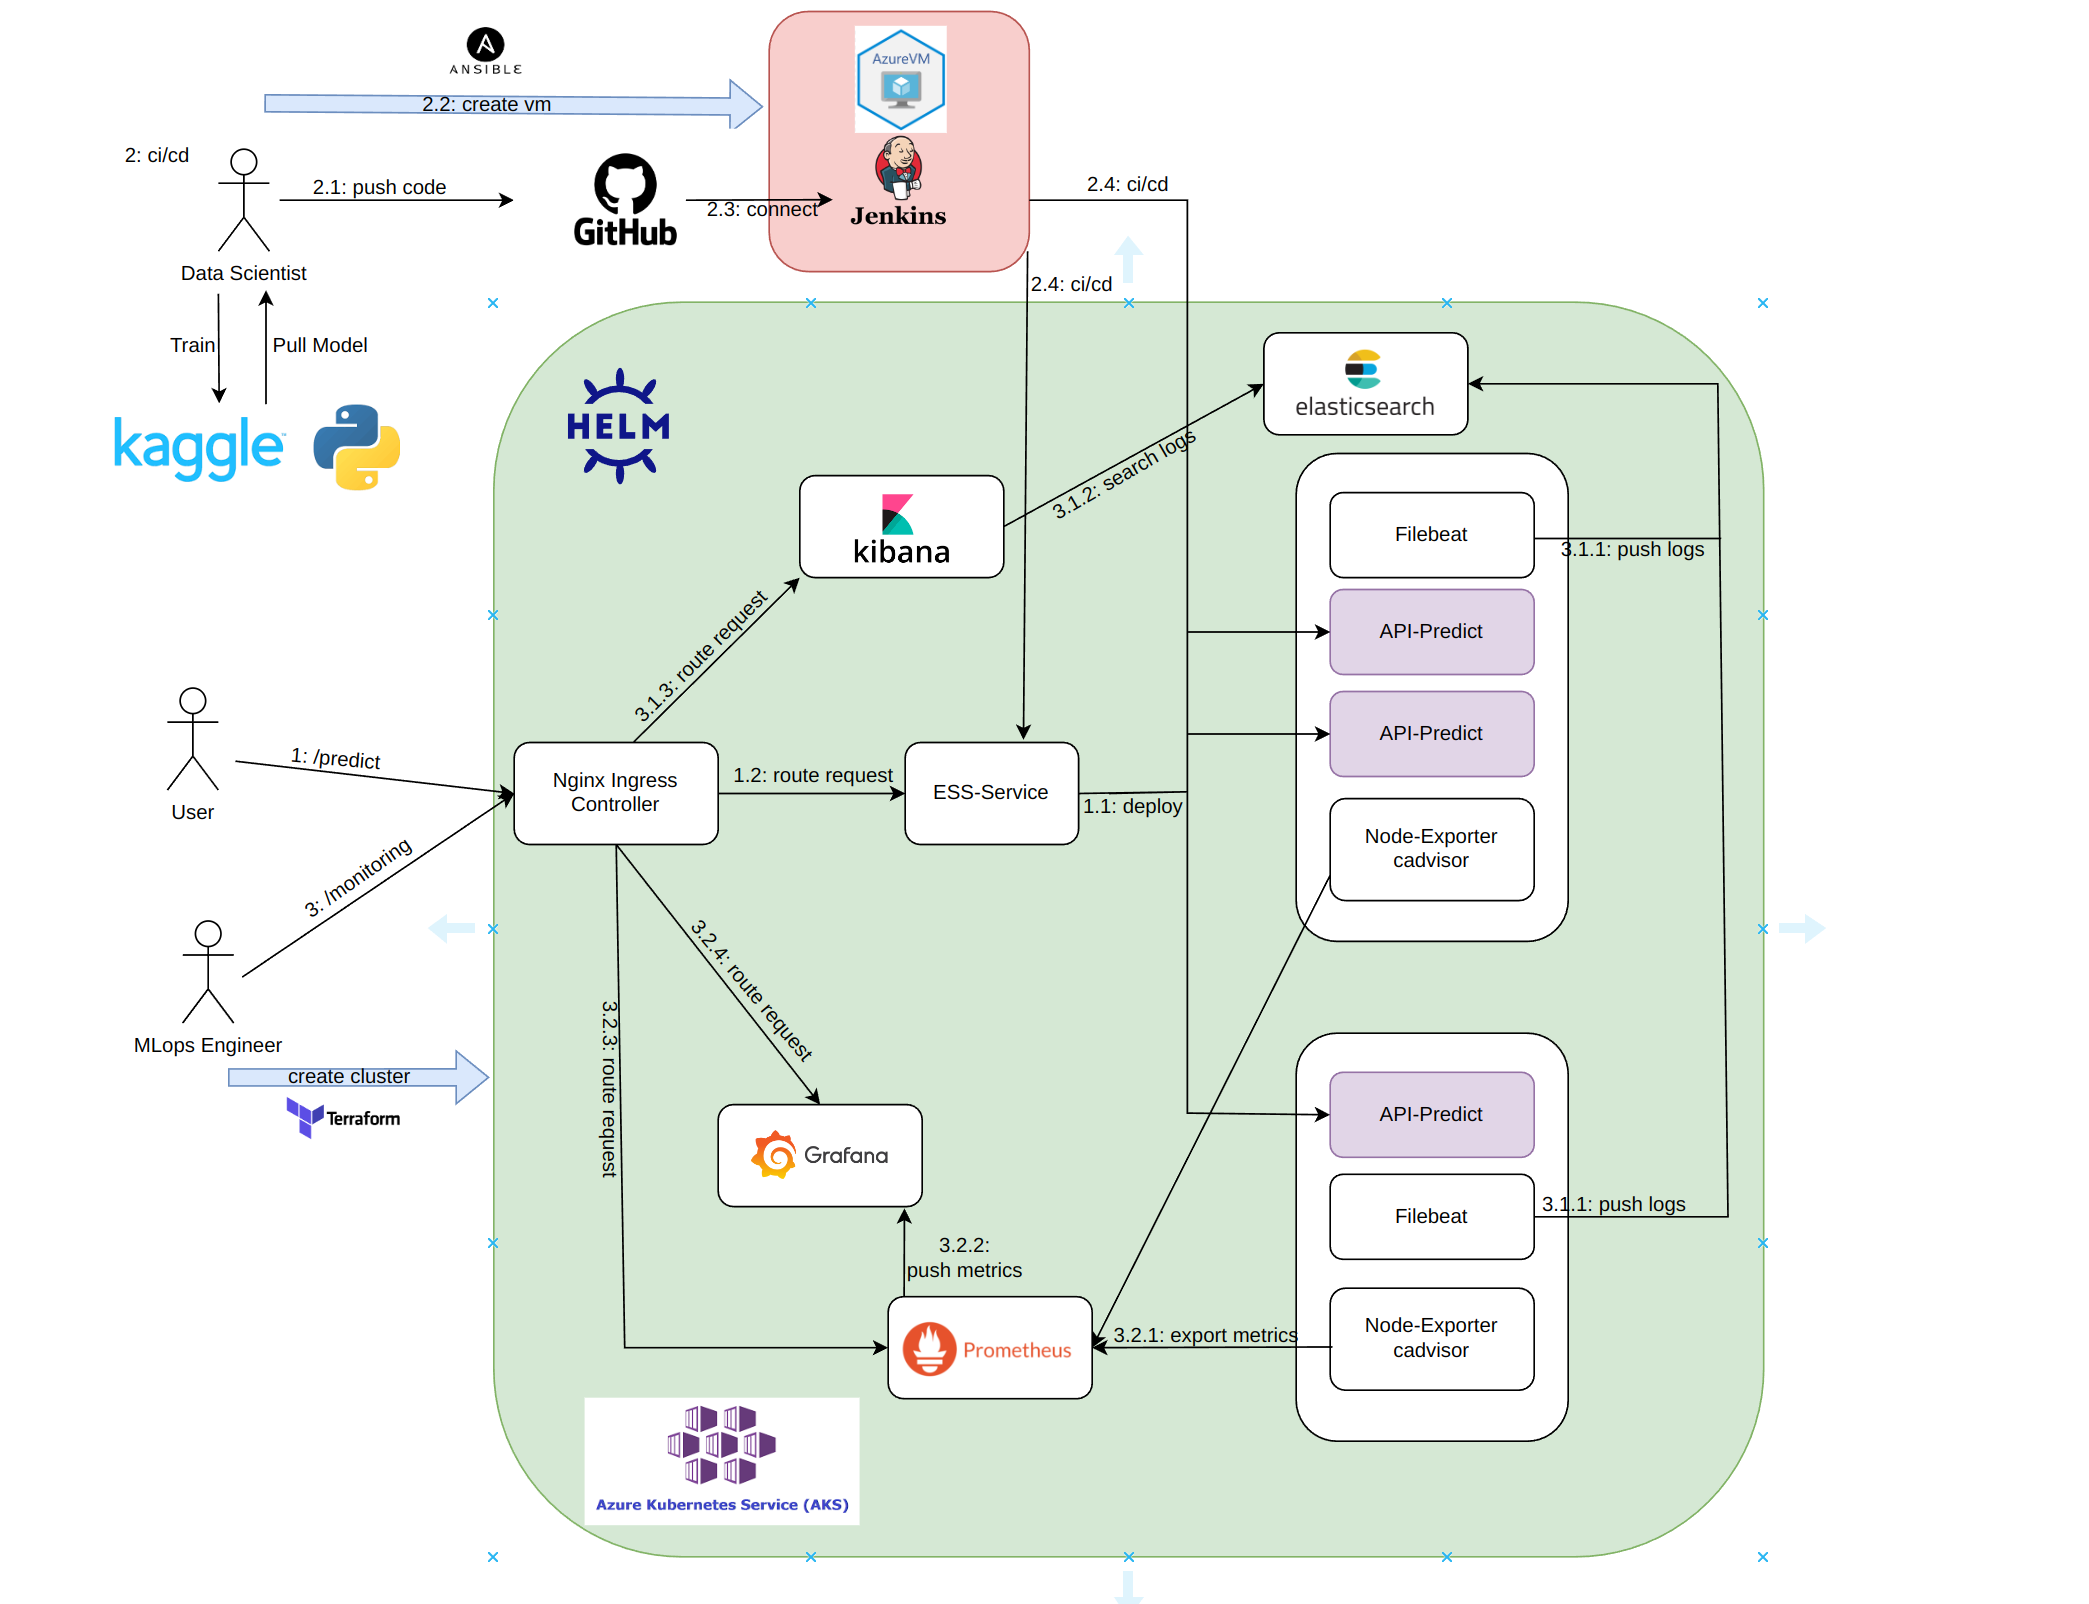 ANSIBLE
2.2: create vm
AzureVM
Jenkins
2: ci/cd
2.1: push code
GitHub
2.3: connect
2.4: ci/cd
2.4: ci/cd
Data Scientist
Train
Pull Model
kaggle
HELM
elasticsearch
3.1.2: search logs
kibana
Filebeat
3.1.1: push logs
API-Predict
3.1.3: route request
API-Predict
1: /predict
User
Nginx Ingress
Controller
1.2: route request
ESS-Service
1.1: deploy
Node-Exporter
cadvisor
3: /monitoring
MLops Engineer
create cluster
Terraform
3.2.4: route request
3.2.3: route request
Grafana
API-Predict
Filebeat
3.1.1: push logs
3.2.2:
push metrics
Prometheus
3.2.1: export metrics
Node-Exporter
cadvisor
Azure Kubernetes Service (AKS)